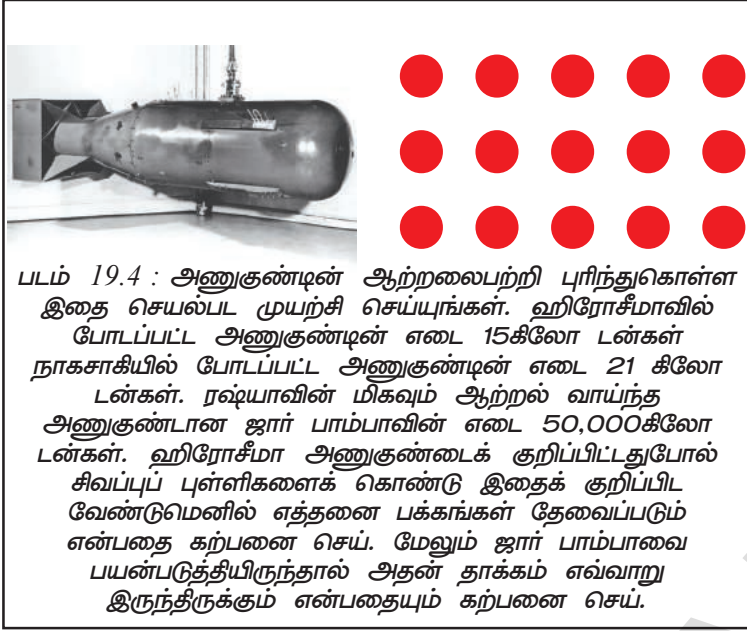 படம் 19.4 : அணுகுண்டின் ஆற்றலைபற்றி புரிந்துகொள்ள
இதை செயல்பட முயற்சி செய்யுங்கள். ஹிரோசீமாவில்
போடப்பட்ட அணுகுண்டின் எடை 15கிலோ டன்கள்
நாகசாகியில் போடப்பட்ட அணுகுண்டின் எடை 21 கிலோ
டன்கள். ரஷ்யாவின் மிகவும் ஆற்றல் வாய்ந்த
அணுகுண்டான ஜார் பாம்பாவின் எடை 50,000கிலோ
டன்கள். ஹிரோசீமா அணுகுண்டைக் குறிப்பிட்டதுபோல்
சிவப்புப் புள்ளிகளைக் கொண்டு இதைக் குறிப்பிட
வேண்டுமெனில் எத்தனை பக்கங்கள் தேவைப்படும்
என்பதை கற்பனை செய். மேலும் ஜார் பாம்பாவை
பயன்படுத்தியிருந்தால் அதன் தாக்கம் எவ்வாறு
இருந்திருக்கும் என்பதையும் கற்பனை செய்.